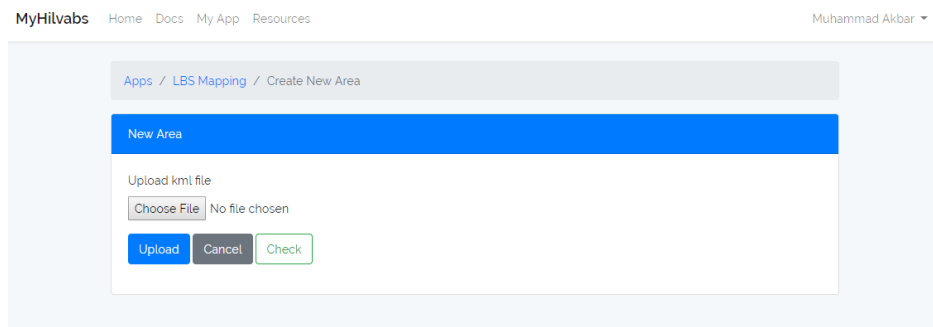 MyHilvabs Home Docs My App Resources Muhammad Akbar
Apps / LBS Mapping / Create New Area
New Area
Upload kml file
Choose File No file chosen
Upload Cancel Check